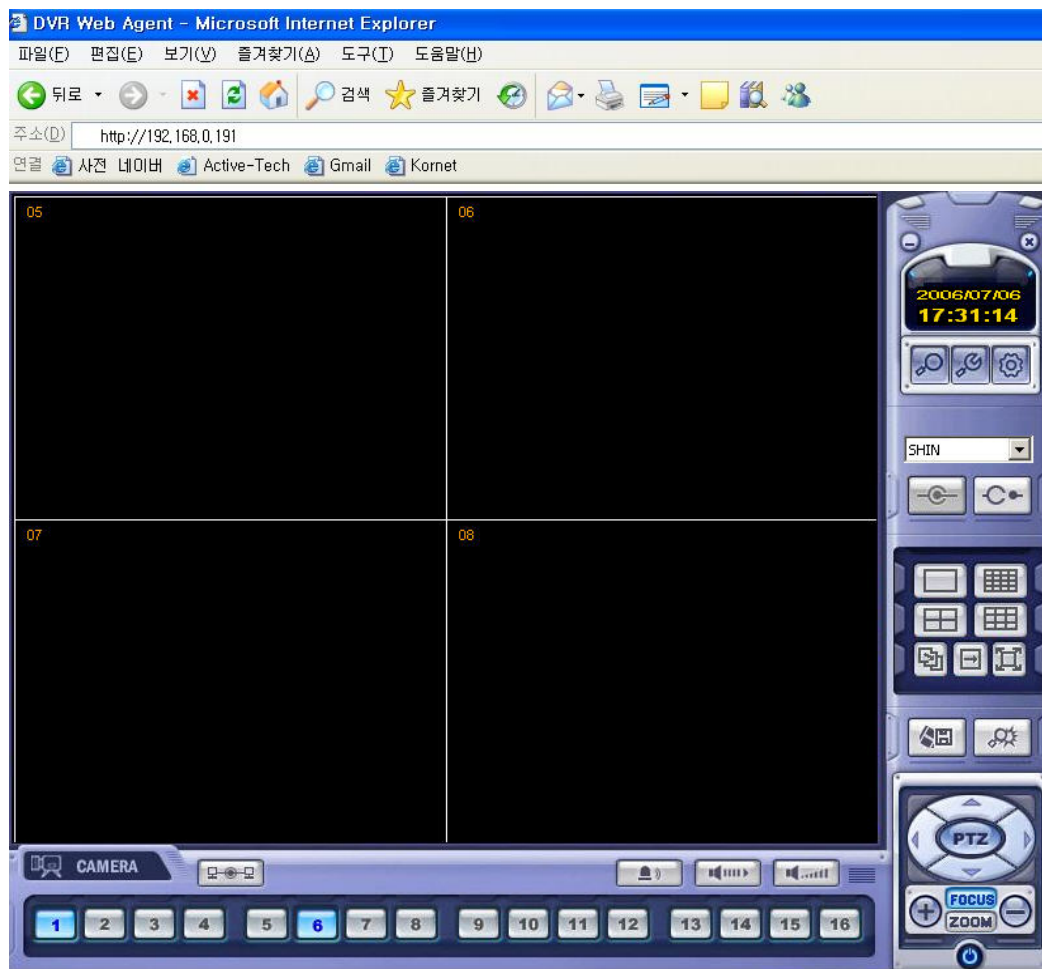 DVR Web Agent - Microsoft Internet Explorer
파일(F) 편집(E) 보기(V) 즐겨찾기(A) 도구(T) 도움말(H)
뒤로 검색 즐겨찾기
주소(D) http://192,168,0,191
연결 사전 네이버 Active-Tech Gmail Kornet
05 06
2006/07/06
17:31:14
SHIN
07 08
PTZ
CAMERA
FOCUS
ZOOM
1 2 3 4 5 6 7 8 9 10 11 12 13 14 15 16